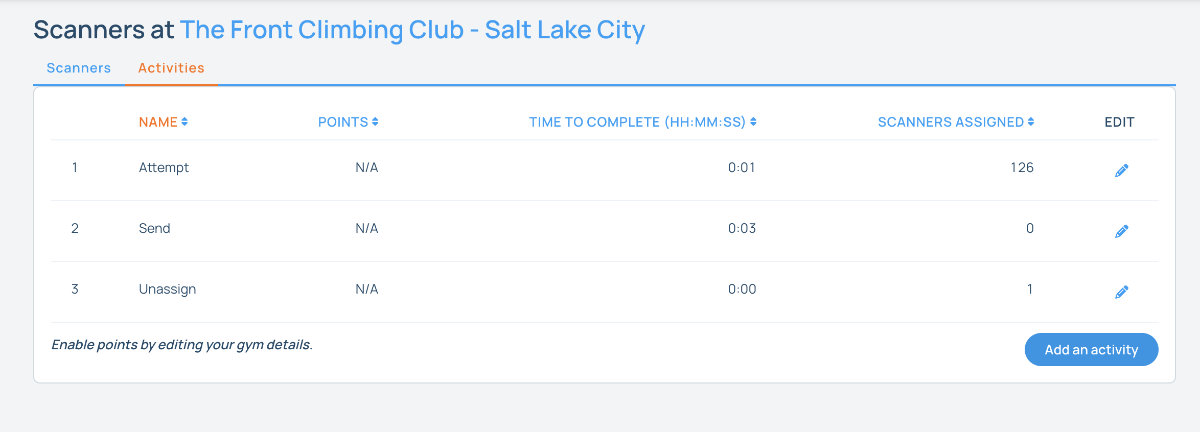 Scanners at The Front Climbing Club - Salt Lake City
Scanners Activities
NAME POINTS TIME TO COMPLETE (HH:MM:SS) SCANNERS ASSIGNED EDIT
1 Attempt N/A 0:01 126
2 Send N/A 0:03 0
3 Unassign N/A 0:00 1
Enable points by editing your gym details.
Add an activity